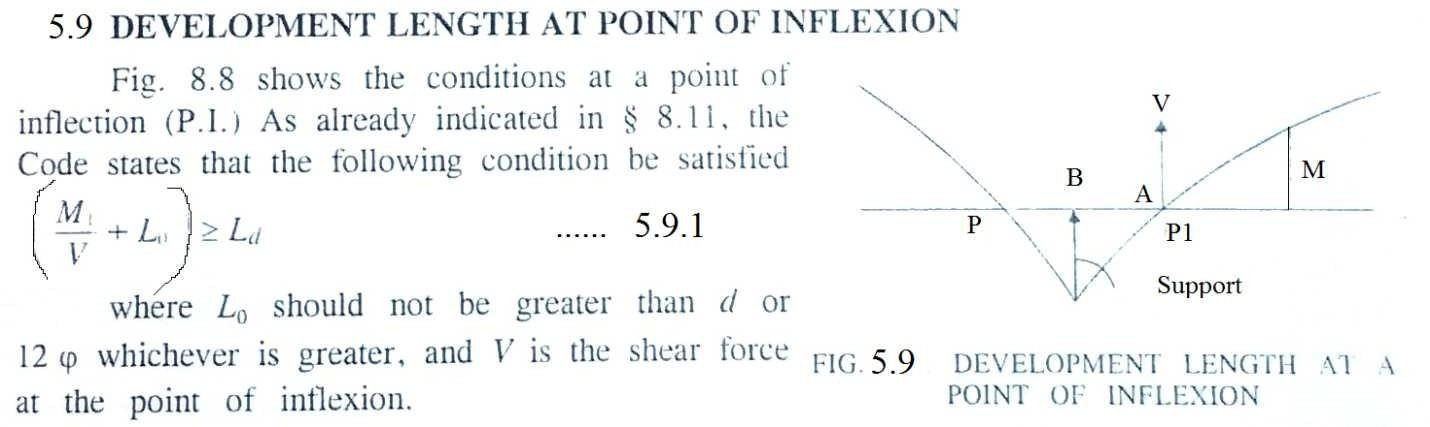 5.9 DEVELOPMENT LENGTH AT POINT OF INFLEXION
Fig. 8.8 shows the conditions at a point of
inflection (P.I.) As already indicated in § 8.11, the
Code states that the following condition be satisfied
(M₁/V + L₀) ≥ Ld ...... 5.9.1
where L₀ should not be greater than d or
12 φ whichever is greater, and V is the shear force
at the point of inflexion.
V
M
B
A
P
P1
Support
FIG. 5.9 DEVELOPMENT LENGTH AT A
POINT OF INFLEXION